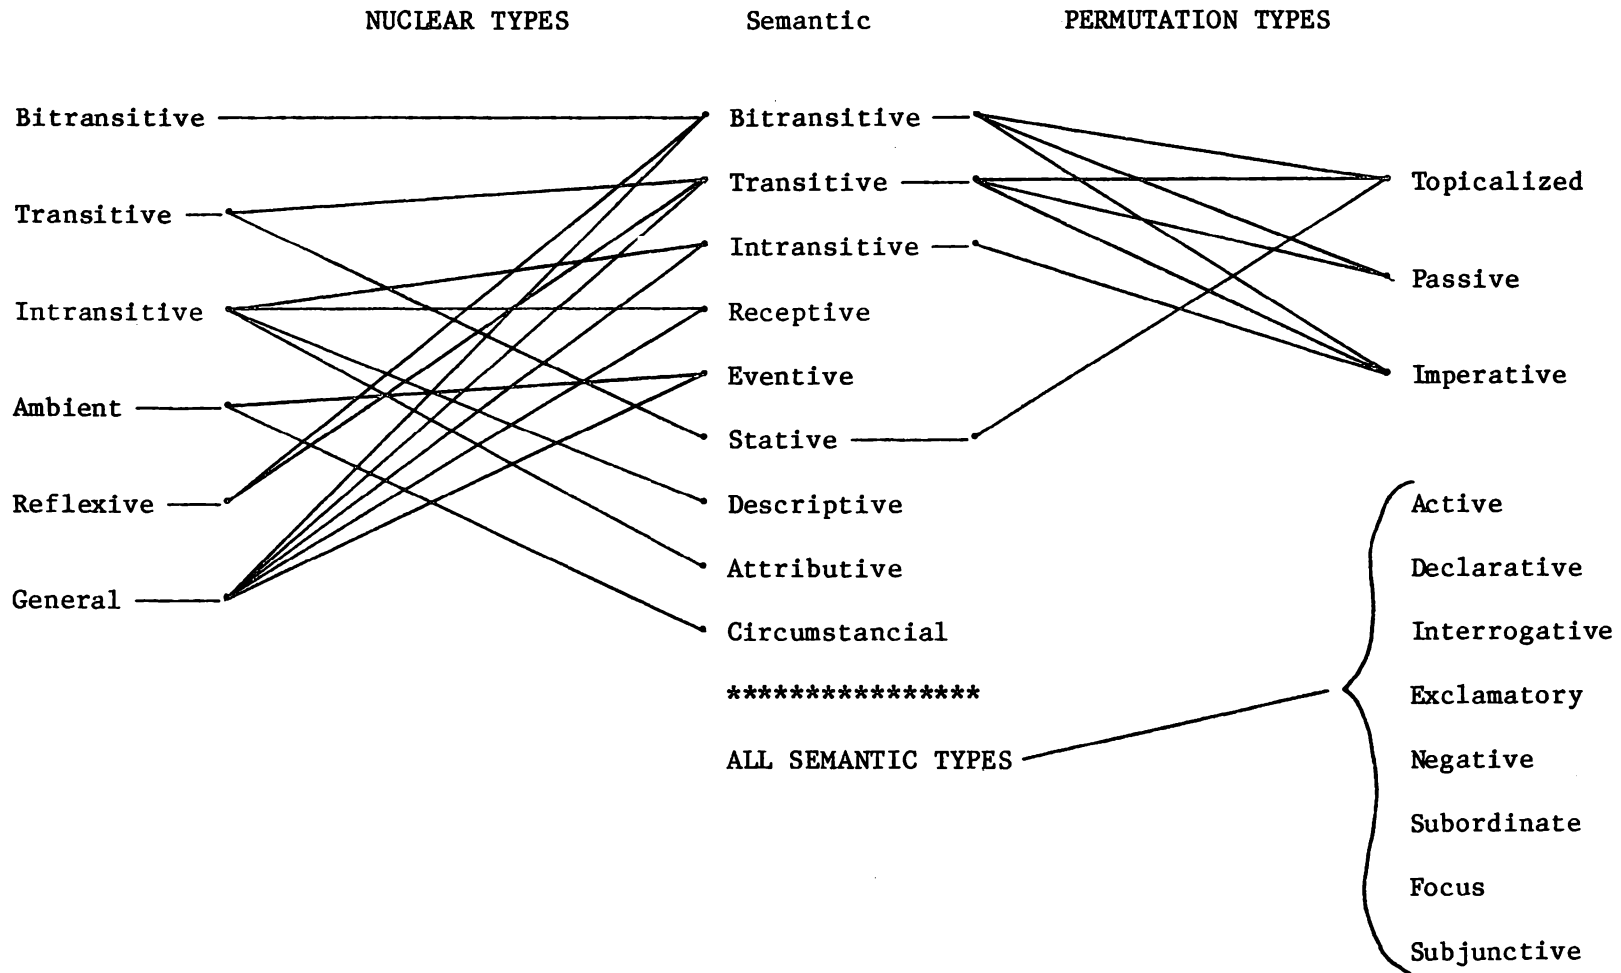 NUCLEAR TYPES Semantic PERMUTATION TYPES
Bitransitive Bitransitive
Transitive Topicalized
Transitive
Intransitive
Passive
Intransitive Receptive
Eventive Imperative
Ambient
Stative
Reflexive Descriptive Active
Attributive Declarative
General
Circumstancial Interrogative
**************** Exclamatory
ALL SEMANTIC TYPES Negative
Subordinate
Focus
Subjunctive